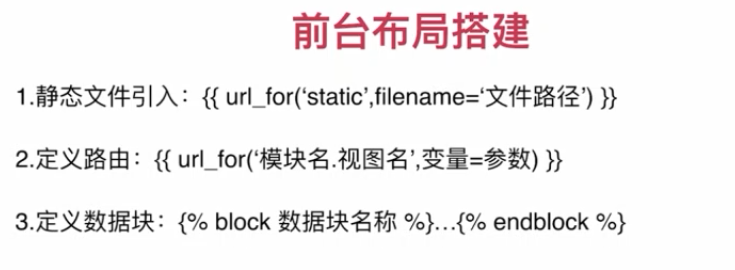 前台布局搭建
1.静态文件引入：{{ url_for(‘static’,filename=‘文件路径’) }}
2.定义路由：{{ url_for(‘模块名.视图名’,变量=参数) }}
3.定义数据块：{% block 数据块名称 %}…{% endblock %}